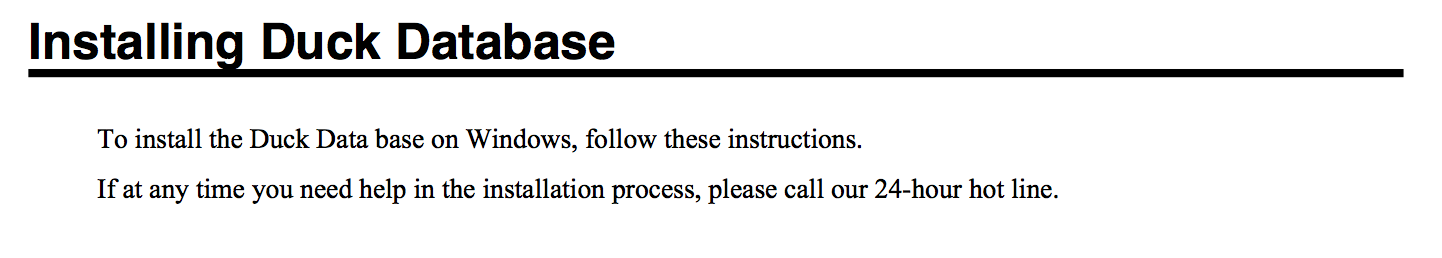 Installing Duck Database
To install the Duck Data base on Windows, follow these instructions.
If at any time you need help in the installation process, please call our 24-hour hot line.